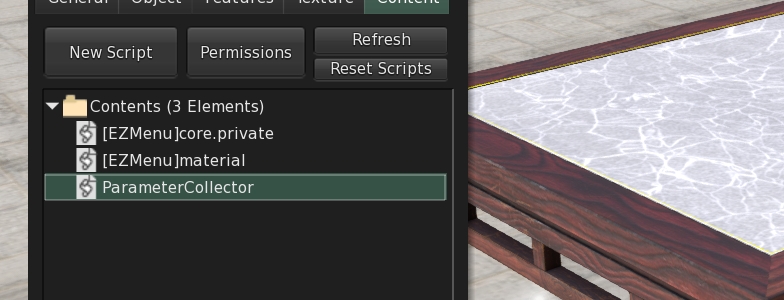 General Object Features Texture Content
New Script
Permissions
Refresh
Reset Scripts
Contents (3 Elements)
[EZMenu]core.private
[EZMenu]material
ParameterCollector